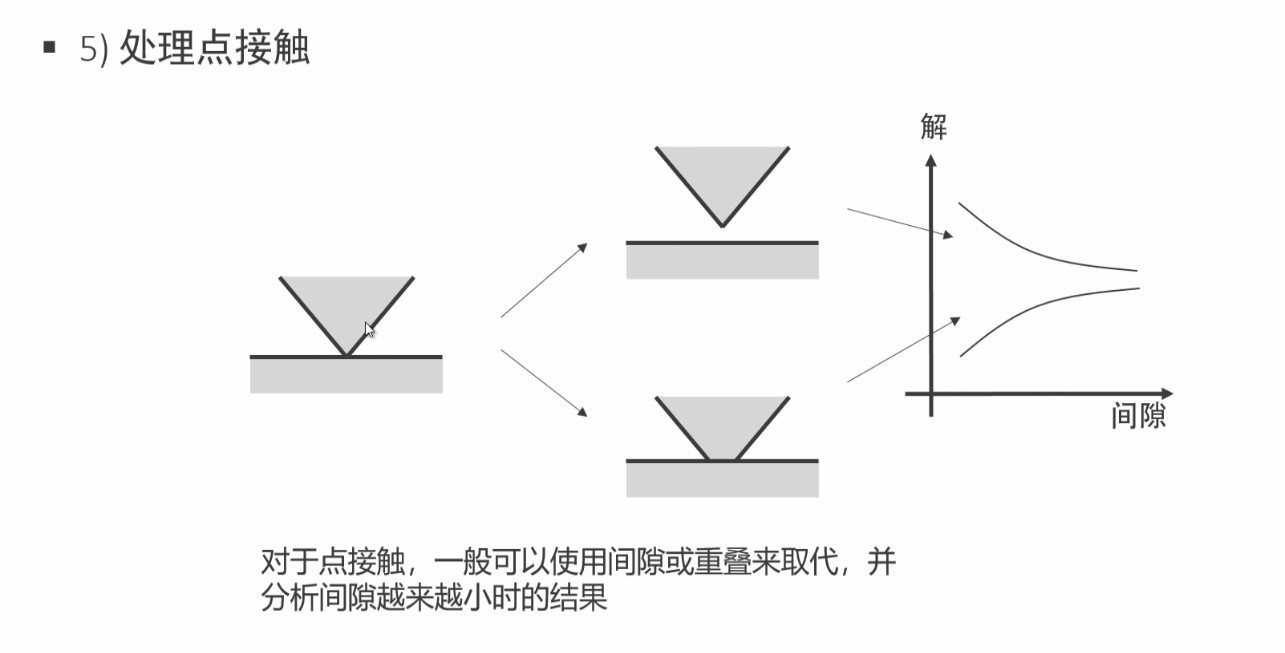 ▪ 5) 处理点接触
解
间隙
对于点接触，一般可以使用间隙或重叠来取代，并
分析间隙越来越小时的结果